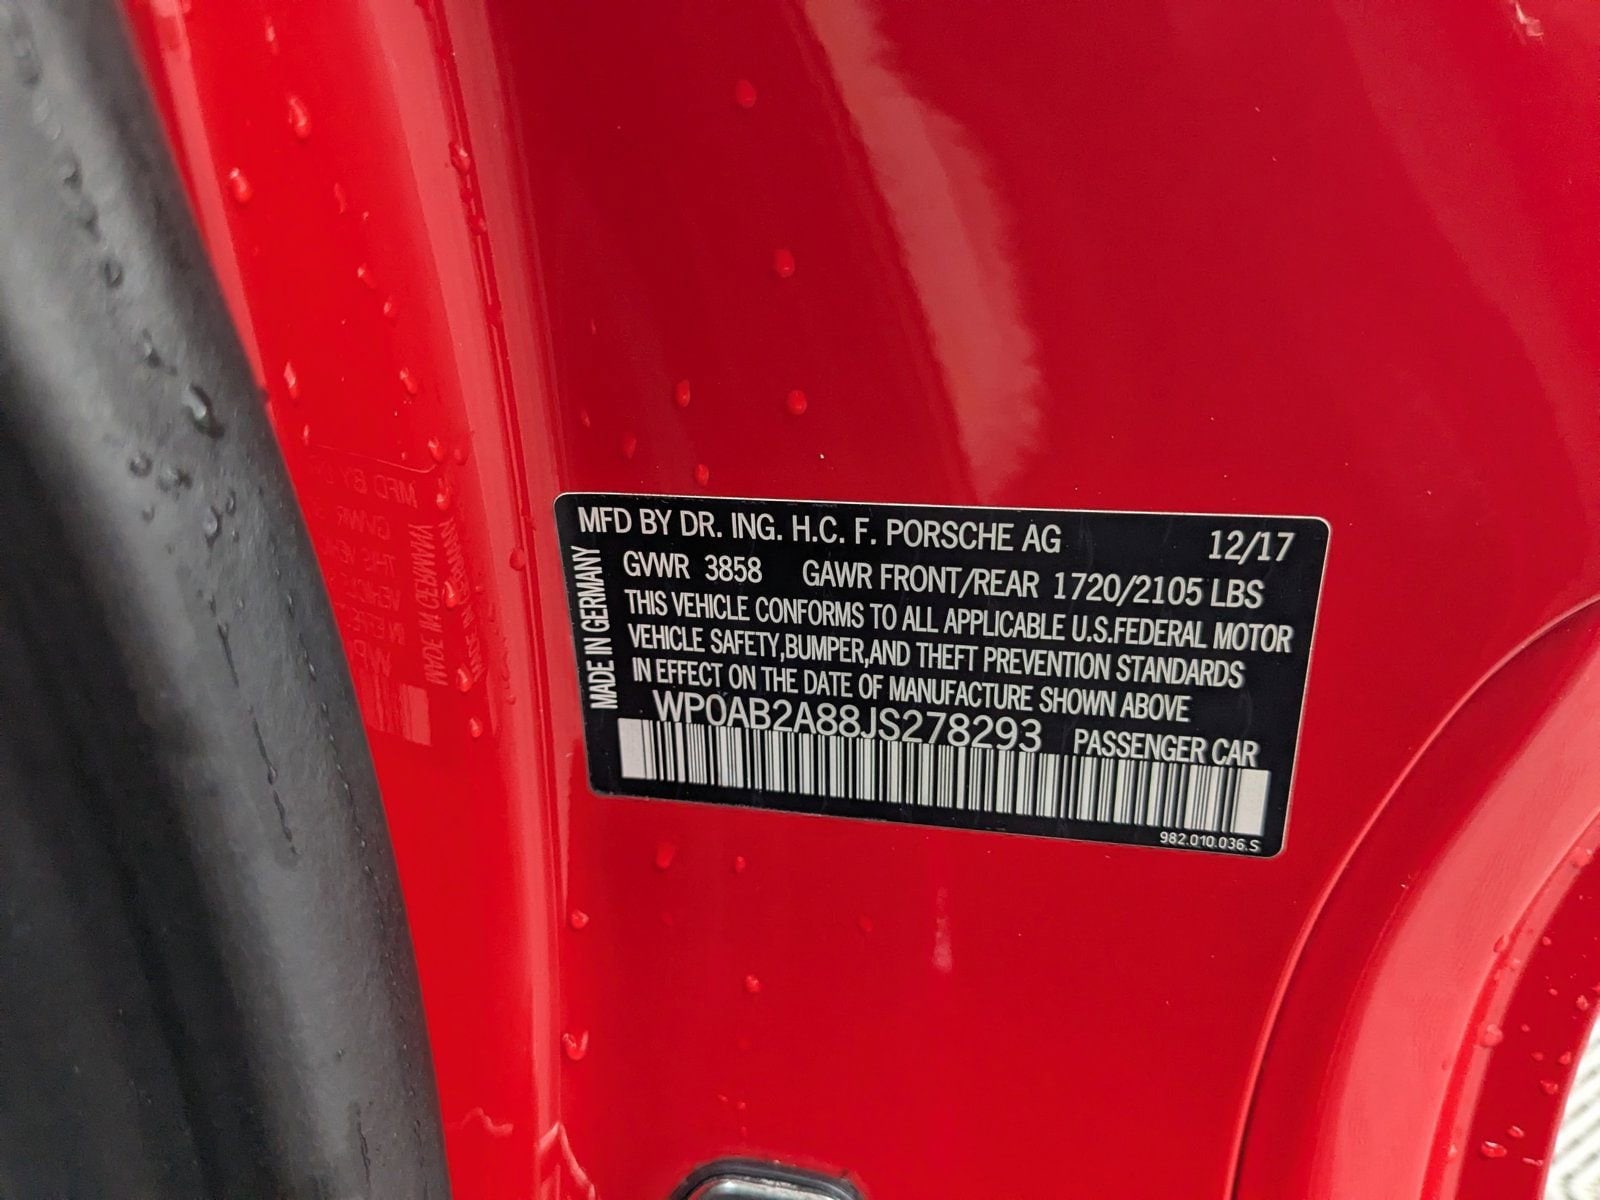 MFD BY DR. ING. H.C. F. PORSCHE AG 12/17
GVWR 3858 GAWR FRONT/REAR 1720/2105 LBS
THIS VEHICLE CONFORMS TO ALL APPLICABLE U.S.FEDERAL MOTOR
VEHICLE SAFETY,BUMPER,AND THEFT PREVENTION STANDARDS
IN EFFECT ON THE DATE OF MANUFACTURE SHOWN ABOVE
WP0AB2A88JS278293 PASSENGER CAR
982.010.036.S
MADE IN GERMANY